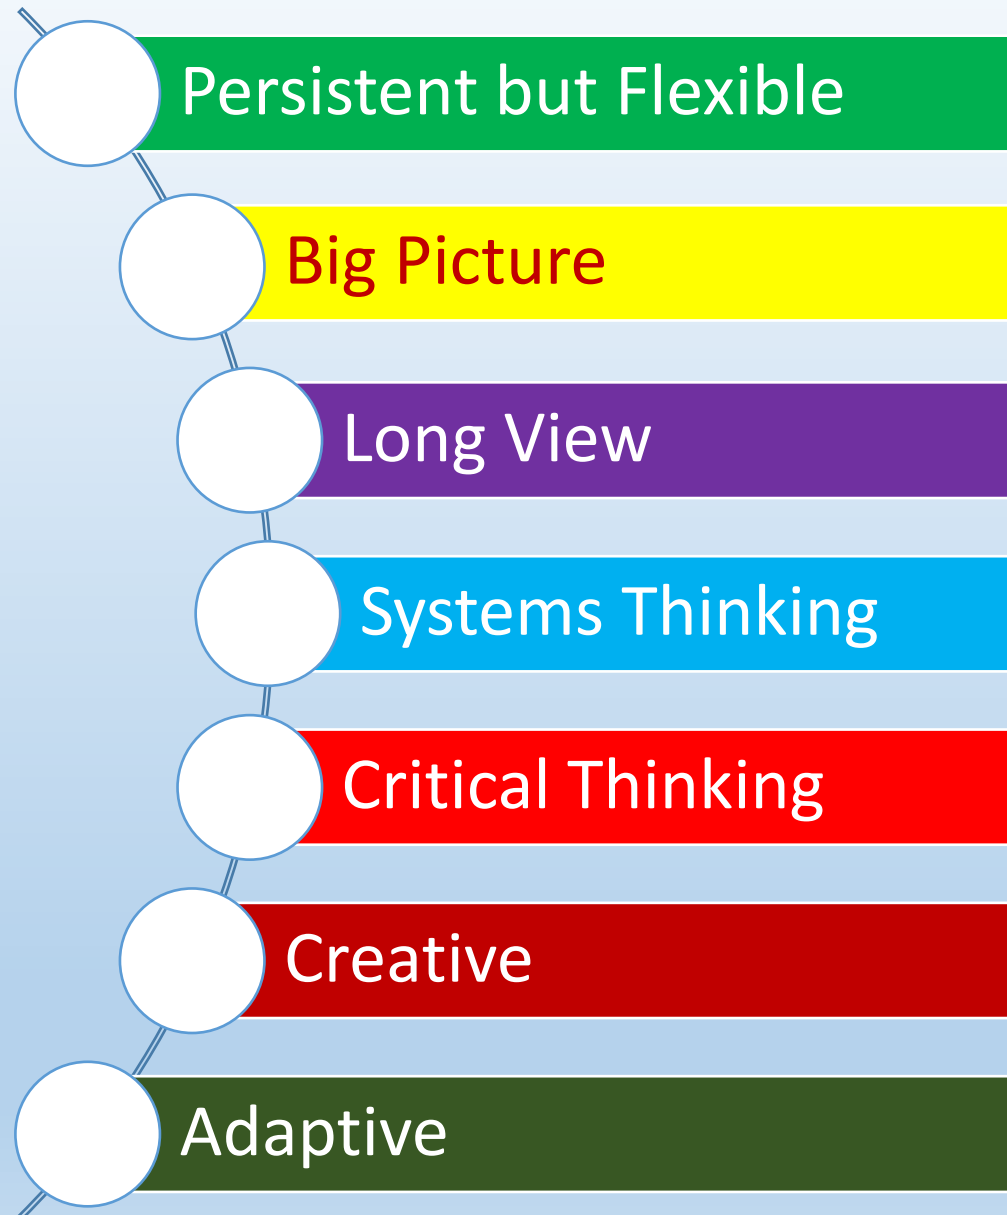 Persistent but Flexible
Big Picture
Long View
Systems Thinking
Critical Thinking
Creative
Adaptive